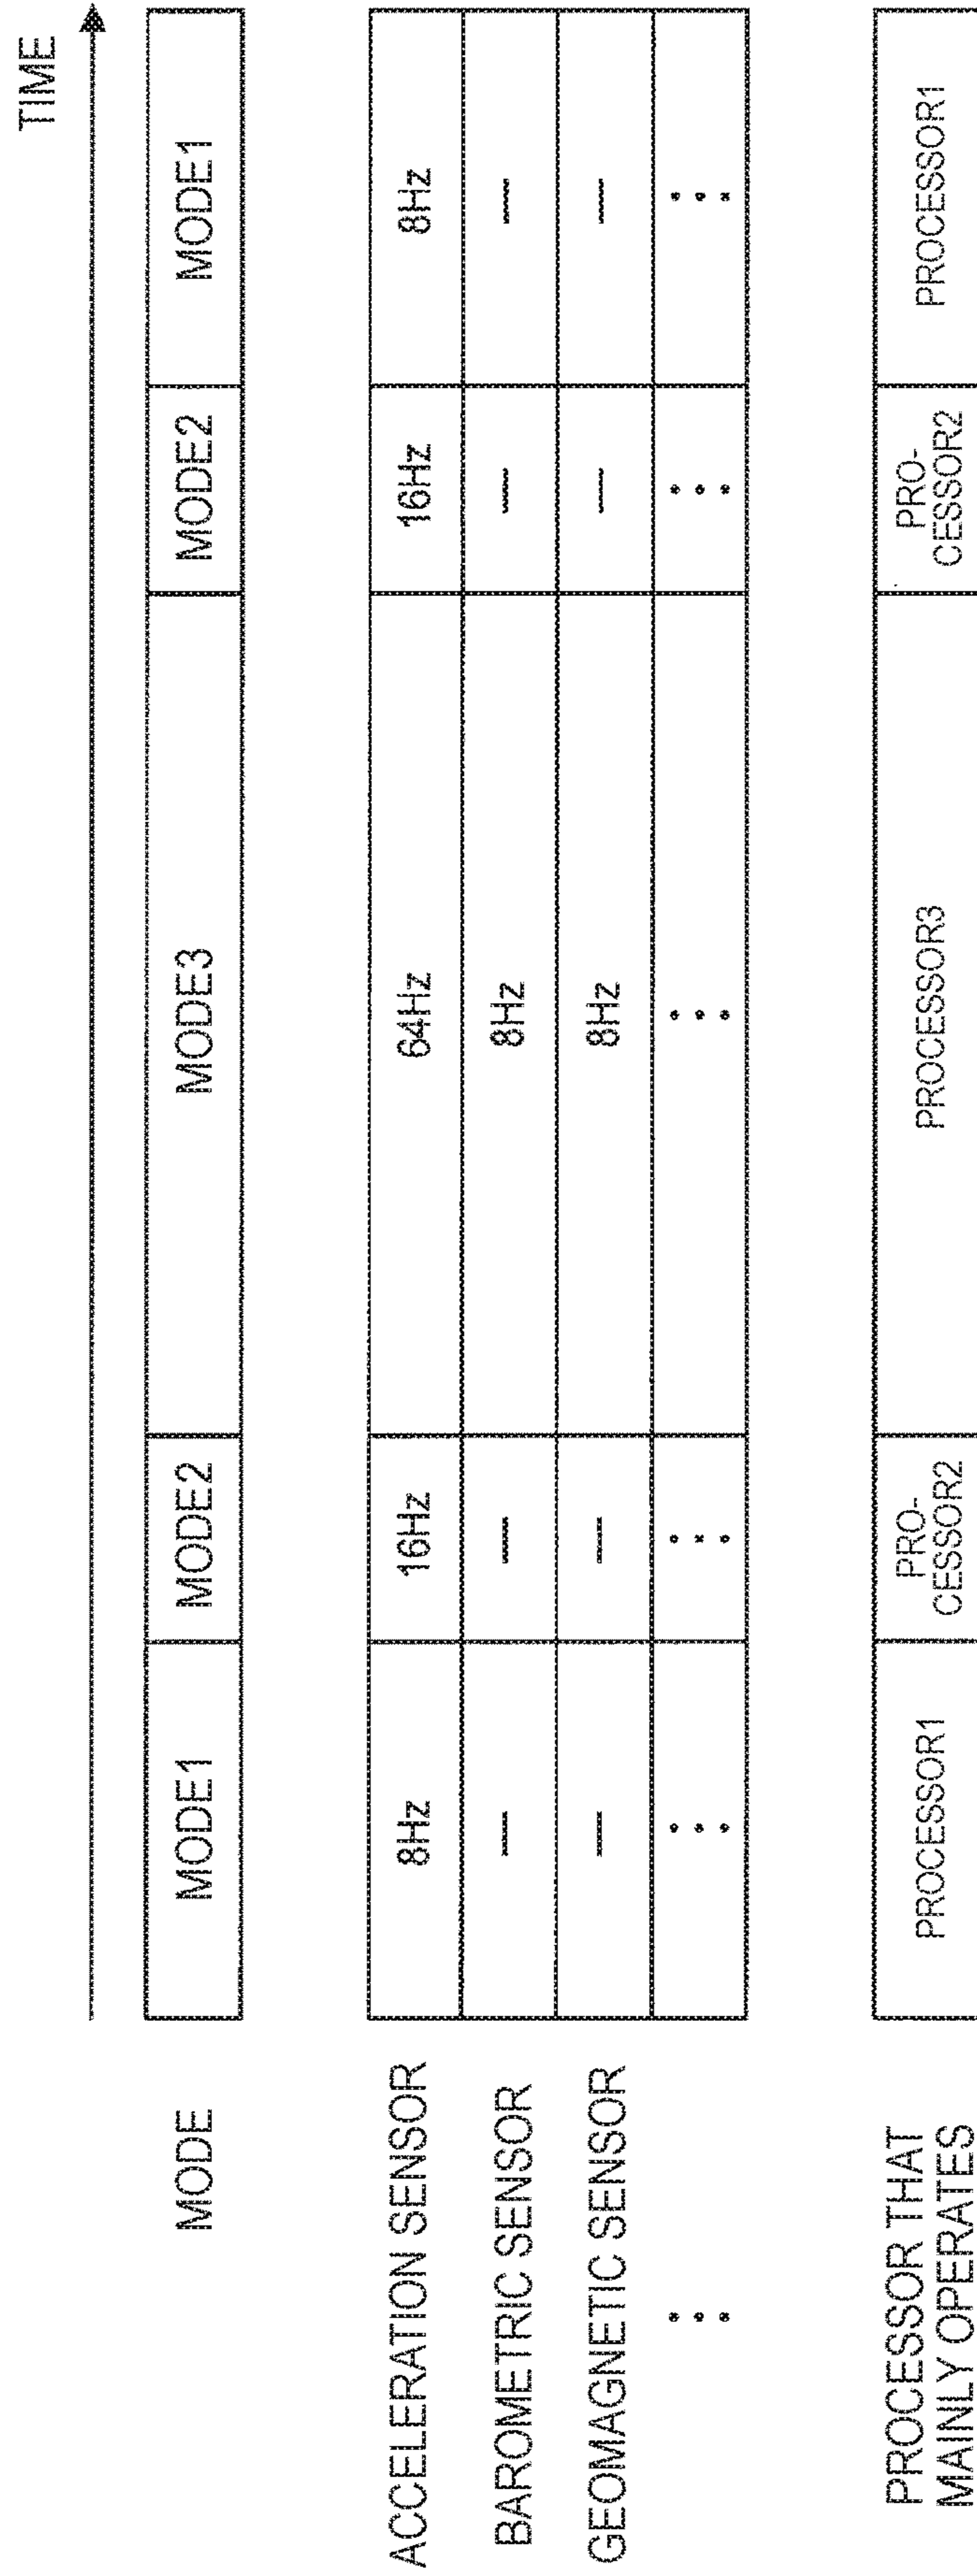 TIME
MODE MODE1 MODE2 MODE3 MODE2 MODE1
ACCELERATION SENSOR 8Hz 16Hz 64Hz 16Hz 8Hz
BAROMETRIC SENSOR — — 8Hz — —
GEOMAGNETIC SENSOR — — 8Hz — —
PROCESSOR THAT
MAINLY OPERATES
PROCESSOR1
PRO-
CESSOR2
PROCESSOR3
PRO-
CESSOR2
PROCESSOR1